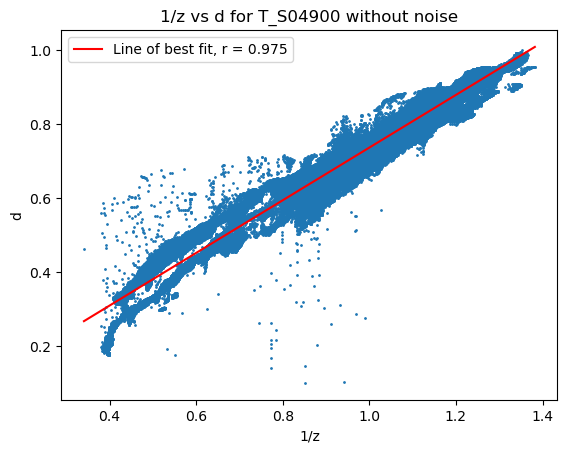 1/z vs d for T_S04900 without noise
Line of best fit, r = 0.975
1.0
0.8
0.6
0.4
0.2
d
0.4 0.6 0.8 1.0 1.2 1.4
1/z